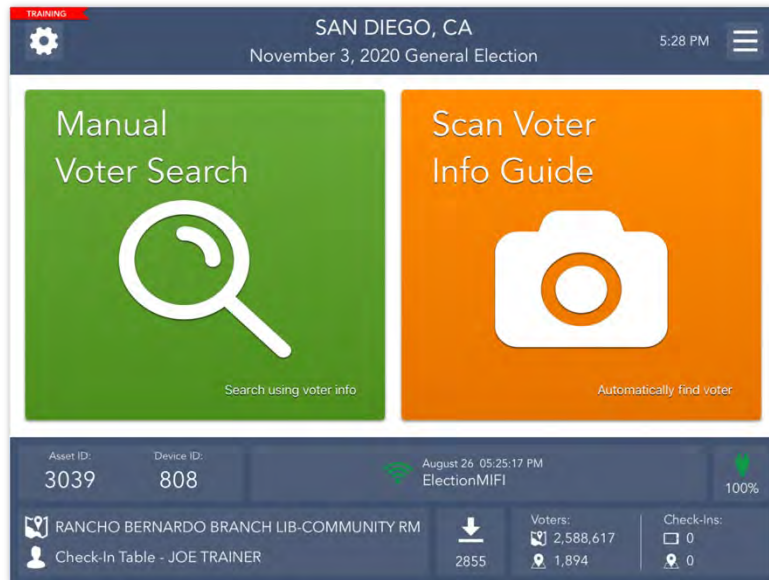 TRAINING
SAN DIEGO, CA
November 3, 2020 General Election
5:28 PM
Manual
Voter Search
Search using voter info
Scan Voter
Info Guide
Automatically find voter
Asset ID:
3039
Device ID:
808
August 26 05:25:17 PM
ElectionMIFI
100%
RANCHO BERNARDO BRANCH LIB-COMMUNITY RM
Check-In Table - JOE TRAINER
2855
Voters:
2,588,617
1,894
Check-Ins:
0
0